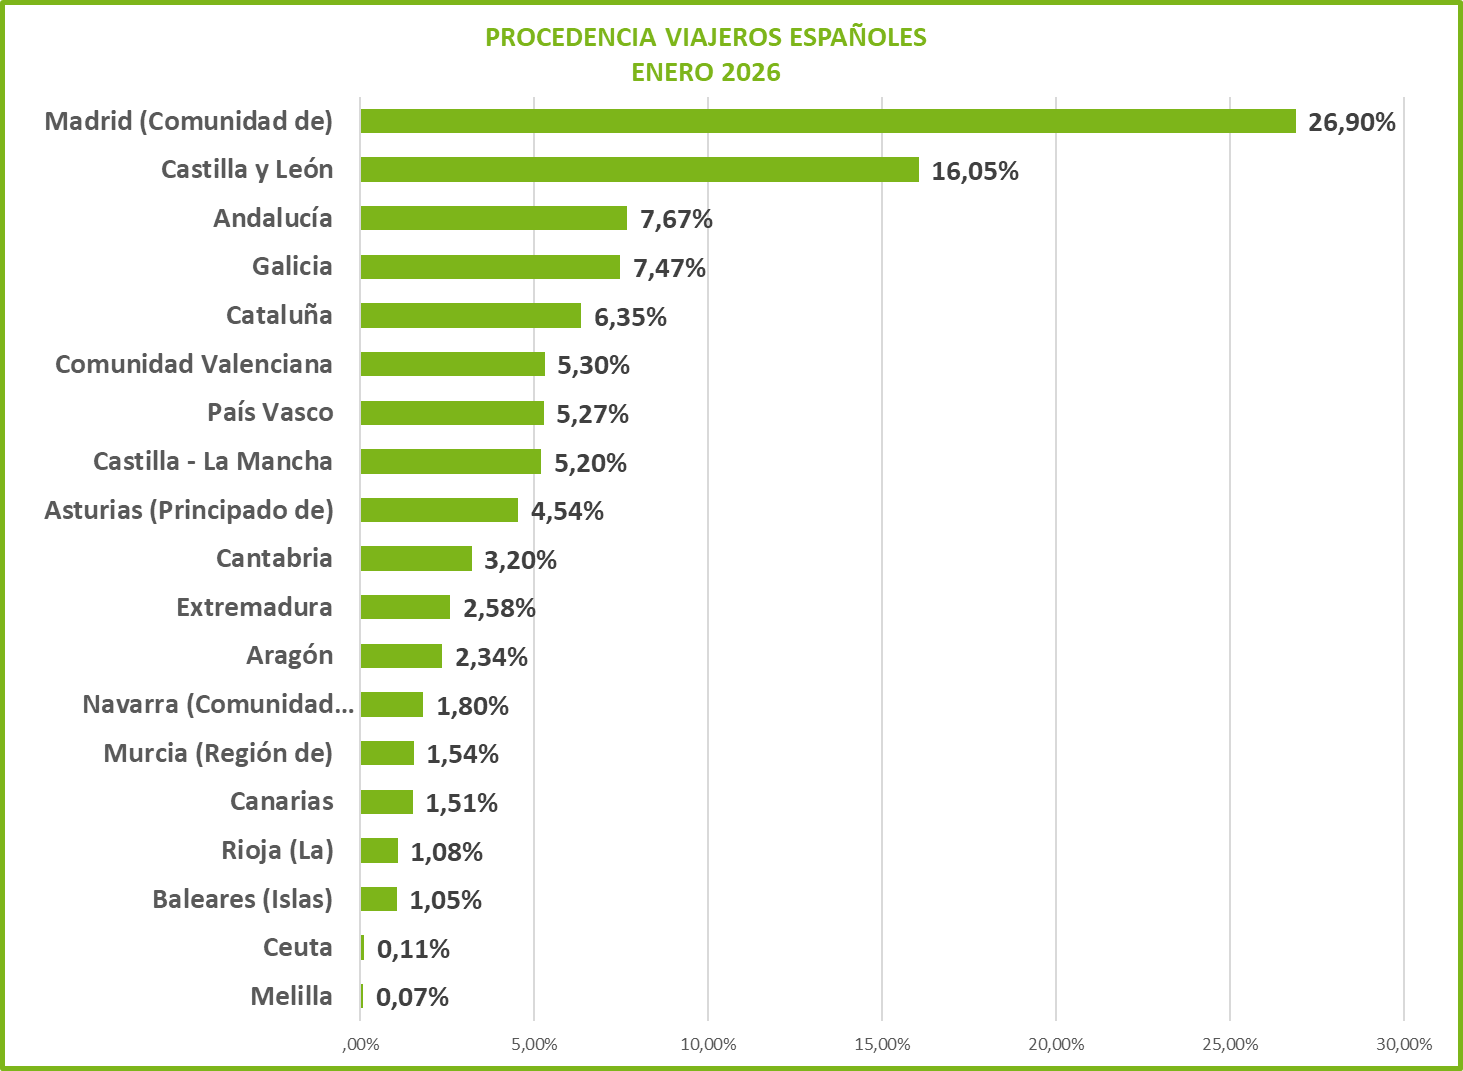 PROCEDENCIA VIAJEROS ESPAÑOLES
ENERO 2026
Madrid (Comunidad de) 26,90%
Castilla y León 16,05%
Andalucía 7,67%
Galicia 7,47%
Cataluña 6,35%
Comunidad Valenciana 5,30%
País Vasco 5,27%
Castilla - La Mancha 5,20%
Asturias (Principado de) 4,54%
Cantabria 3,20%
Extremadura 2,58%
Aragón 2,34%
Navarra (Comunidad... 1,80%
Murcia (Región de) 1,54%
Canarias 1,51%
Rioja (La) 1,08%
Baleares (Islas) 1,05%
Ceuta 0,11%
Melilla 0,07%
,00% 5,00% 10,00% 15,00% 20,00% 25,00% 30,00%